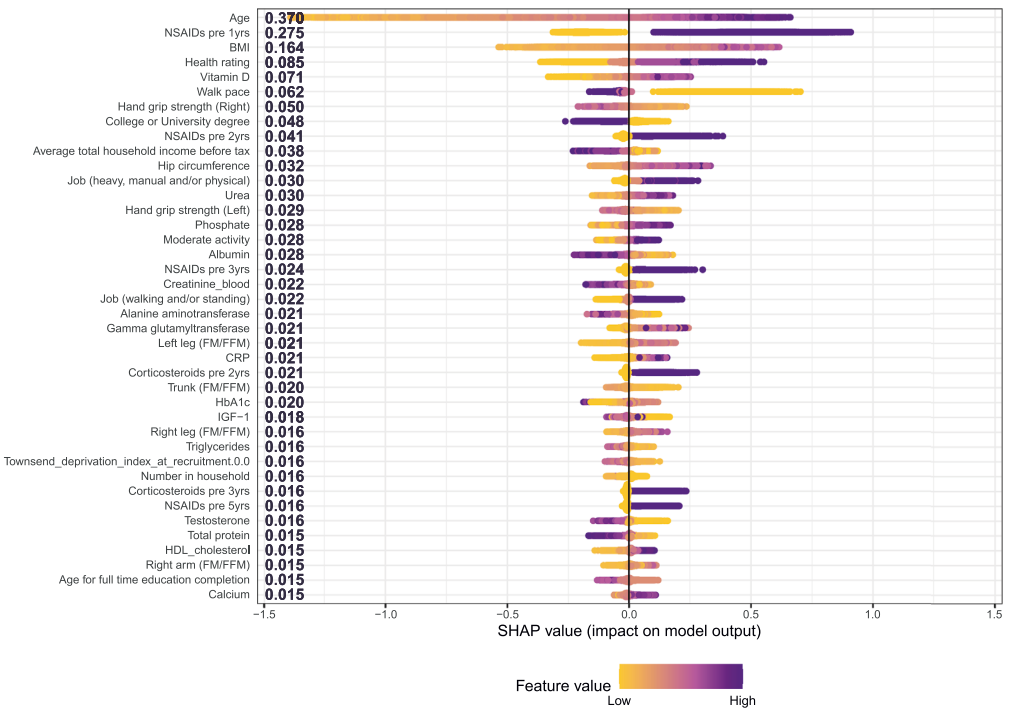 Age 0.370
NSAIDs pre 1yrs 0.275
BMI 0.164
Health rating 0.085
Vitamin D 0.071
Walk pace 0.062
Hand grip strength (Right) 0.050
College or University degree 0.048
NSAIDs pre 2yrs 0.041
Average total household income before tax 0.038
Hip circumference 0.032
Job (heavy, manual and/or physical) 0.030
Urea 0.030
Hand grip strength (Left) 0.029
Phosphate 0.028
Moderate activity 0.028
Albumin 0.028
NSAIDs pre 3yrs 0.024
Creatinine_blood 0.022
Job (walking and/or standing) 0.022
Alanine aminotransferase 0.021
Gamma glutamyltransferase 0.021
Left leg (FM/FFM) 0.021
CRP 0.021
Corticosteroids pre 2yrs 0.021
Trunk (FM/FFM) 0.020
HbA1c 0.020
IGF−1 0.018
Right leg (FM/FFM) 0.016
Triglycerides 0.016
Townsend_deprivation_index_at_recruitment.0.0 0.016
Number in household 0.016
Corticosteroids pre 3yrs 0.016
NSAIDs pre 5yrs 0.016
Testosterone 0.016
Total protein 0.015
HDL_cholesterol 0.015
Right arm (FM/FFM) 0.015
Age for full time education completion 0.015
Calcium 0.015
−1.5 −1.0 −0.5 0.0 0.5 1.0 1.5
SHAP value (impact on model output)
Feature value
Low High